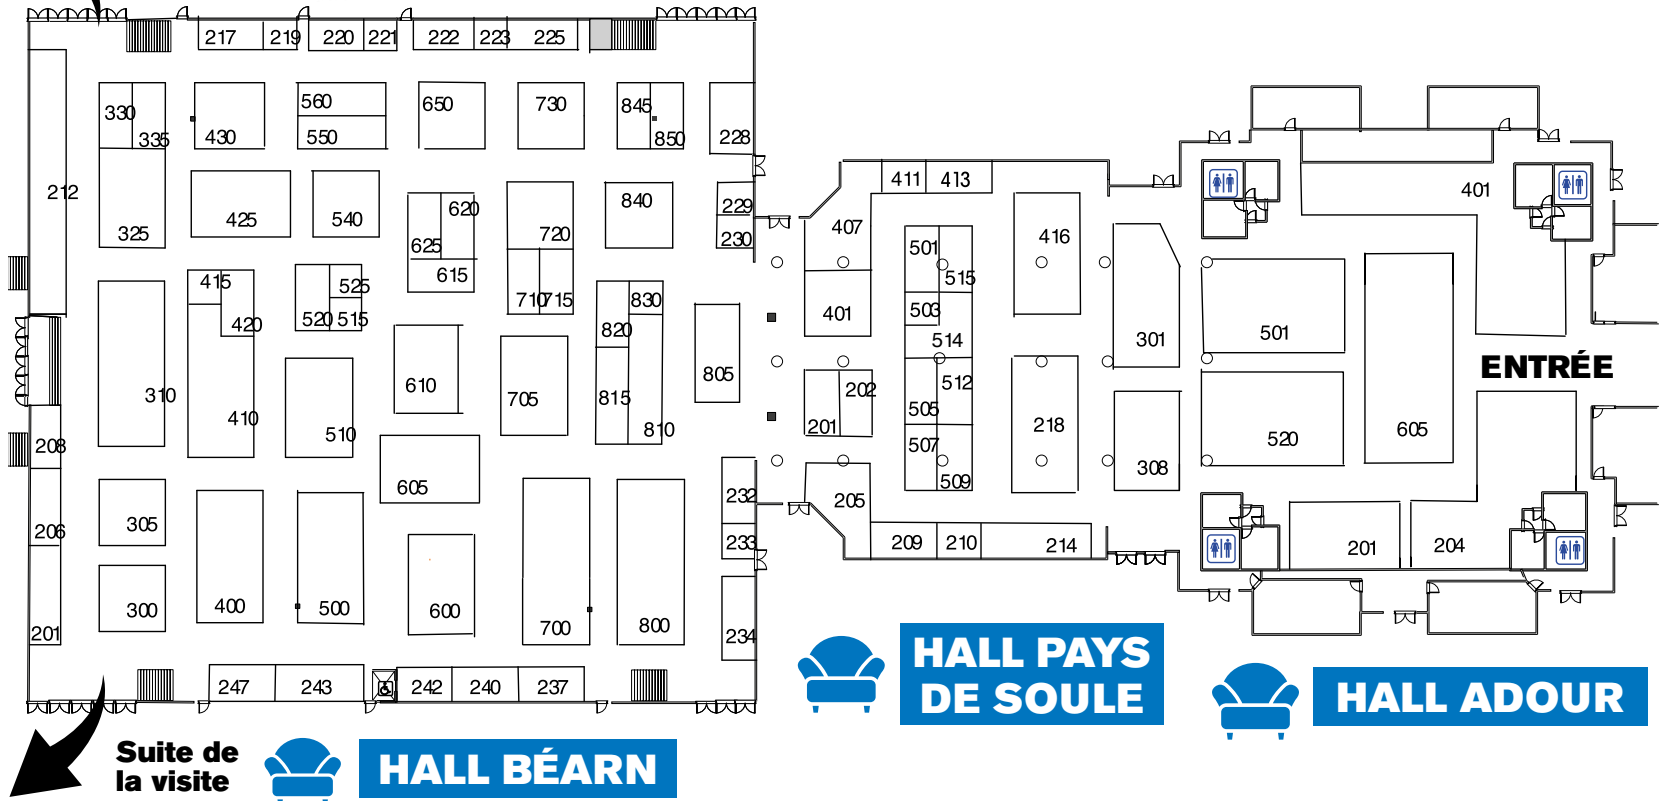 217 219 220 221 222 223 225
330 335 430 560 550 650 730 845 850 228
212
325 425 540 625 620 615 720 710 715 840 229 230
415 420 520 525 515 820 830
310 410 510 610 705 815 810 805
208
206
201
305 605 232 233
300 400 500 600 700 800 234
247 243 242 240 237
411 413
407 501 515 416
401 503 514 301
201 202 505 512 218
507 509 308
205
209 210 214
401
501
ENTRÉE
520 605
201 204
HALL PAYS
DE SOULE
HALL ADOUR
Suite de
la visite
HALL BÉARN